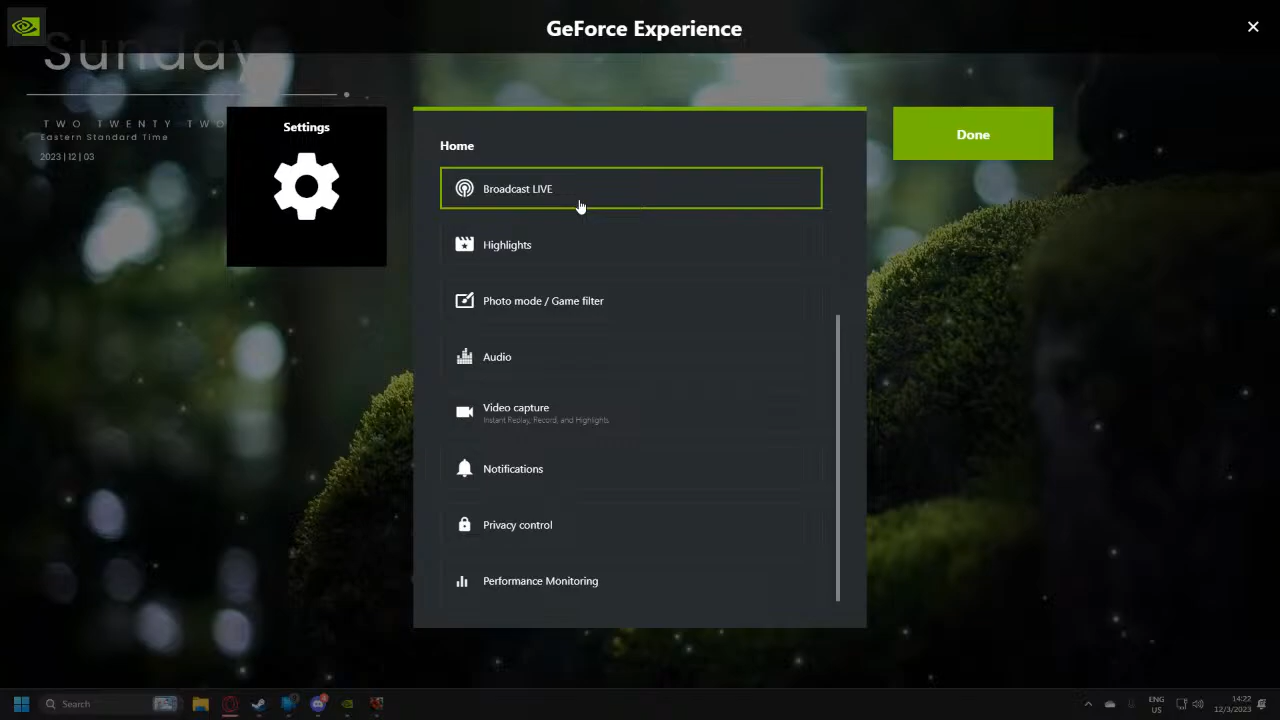 GeForce Experience
Sunday
TWO TWENTY TWO
Eastern Standard Time
2023 | 12 | 03
Settings
Home
Done
Broadcast LIVE
Highlights
Photo mode / Game filter
Audio
Video capture
Instant Replay, Record, and Highlights
Notifications
Privacy control
Performance Monitoring
Search
ENG
US
14:22
12/3/2023